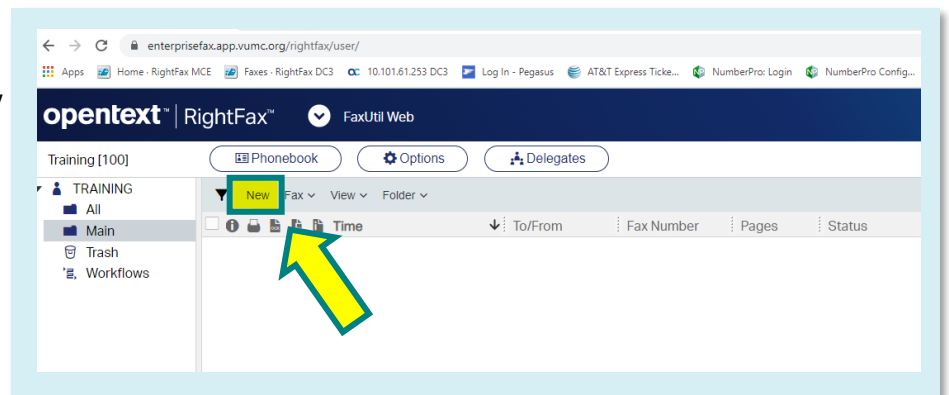 enterprisefax.app.vumc.org/rightfax/user/
Apps Home - RightFax MCE Faxes - RightFax DC3 10.101.61.253 DC3 Log In - Pegasus AT&T Express Ticke... NumberPro: Login NumberPro Config...
opentext™ | RightFax™ FaxUtil Web
Training [100] Phonebook Options Delegates
TRAINING
New Fax View Folder
All
Main
Time To/From Fax Number Pages Status
Trash
Workflows